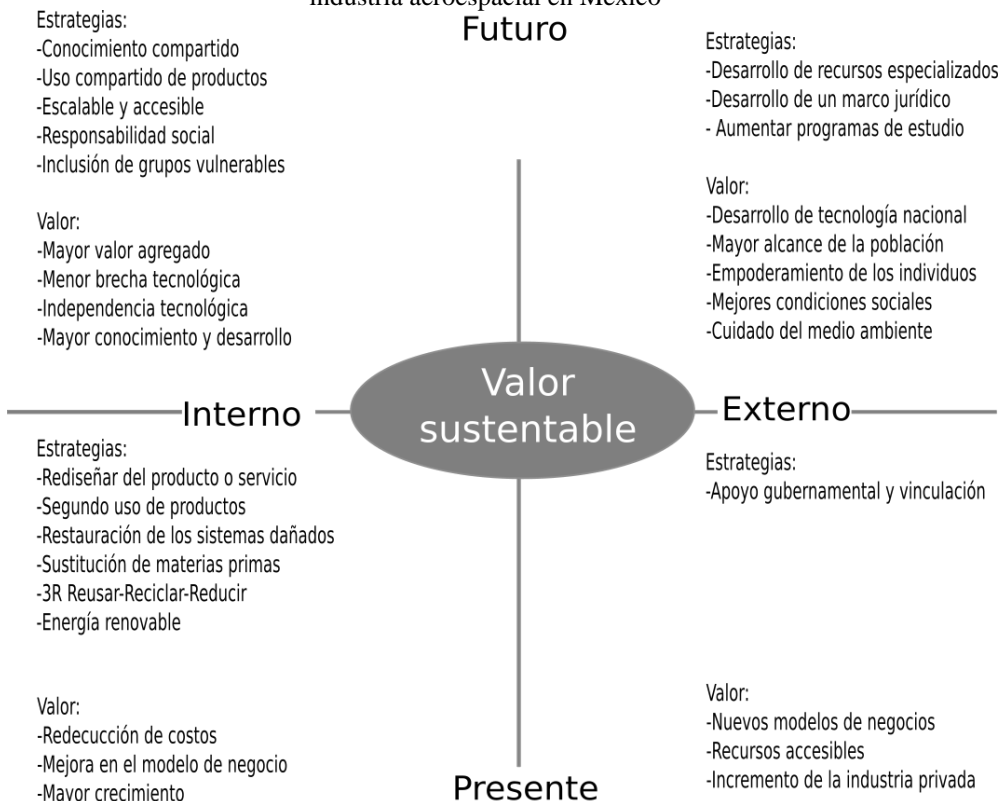 industria aeroespacial en México
Futuro
Estrategias:
-Conocimiento compartido
-Uso compartido de productos
-Escalable y accesible
-Responsabilidad social
-Inclusión de grupos vulnerables
Valor:
-Mayor valor agregado
-Menor brecha tecnológica
-Independencia tecnológica
-Mayor conocimiento y desarrollo
Estrategias:
-Desarrollo de recursos especializados
-Desarrollo de un marco jurídico
- Aumentar programas de estudio
Valor:
-Desarrollo de tecnología nacional
-Mayor alcance de la población
-Empoderamiento de los individuos
-Mejores condiciones sociales
-Cuidado del medio ambiente
Interno
Valor
sustentable
Externo
Estrategias:
-Rediseñar del producto o servicio
-Segundo uso de productos
-Restauración de los sistemas dañados
-Sustitución de materias primas
-3R Reusar-Reciclar-Reducir
-Energía renovable
Valor:
-Redecucción de costos
-Mejora en el modelo de negocio
-Mayor crecimiento
Estrategias:
-Apoyo gubernamental y vinculación
Valor:
-Nuevos modelos de negocios
-Recursos accesibles
-Incremento de la industria privada
Presente